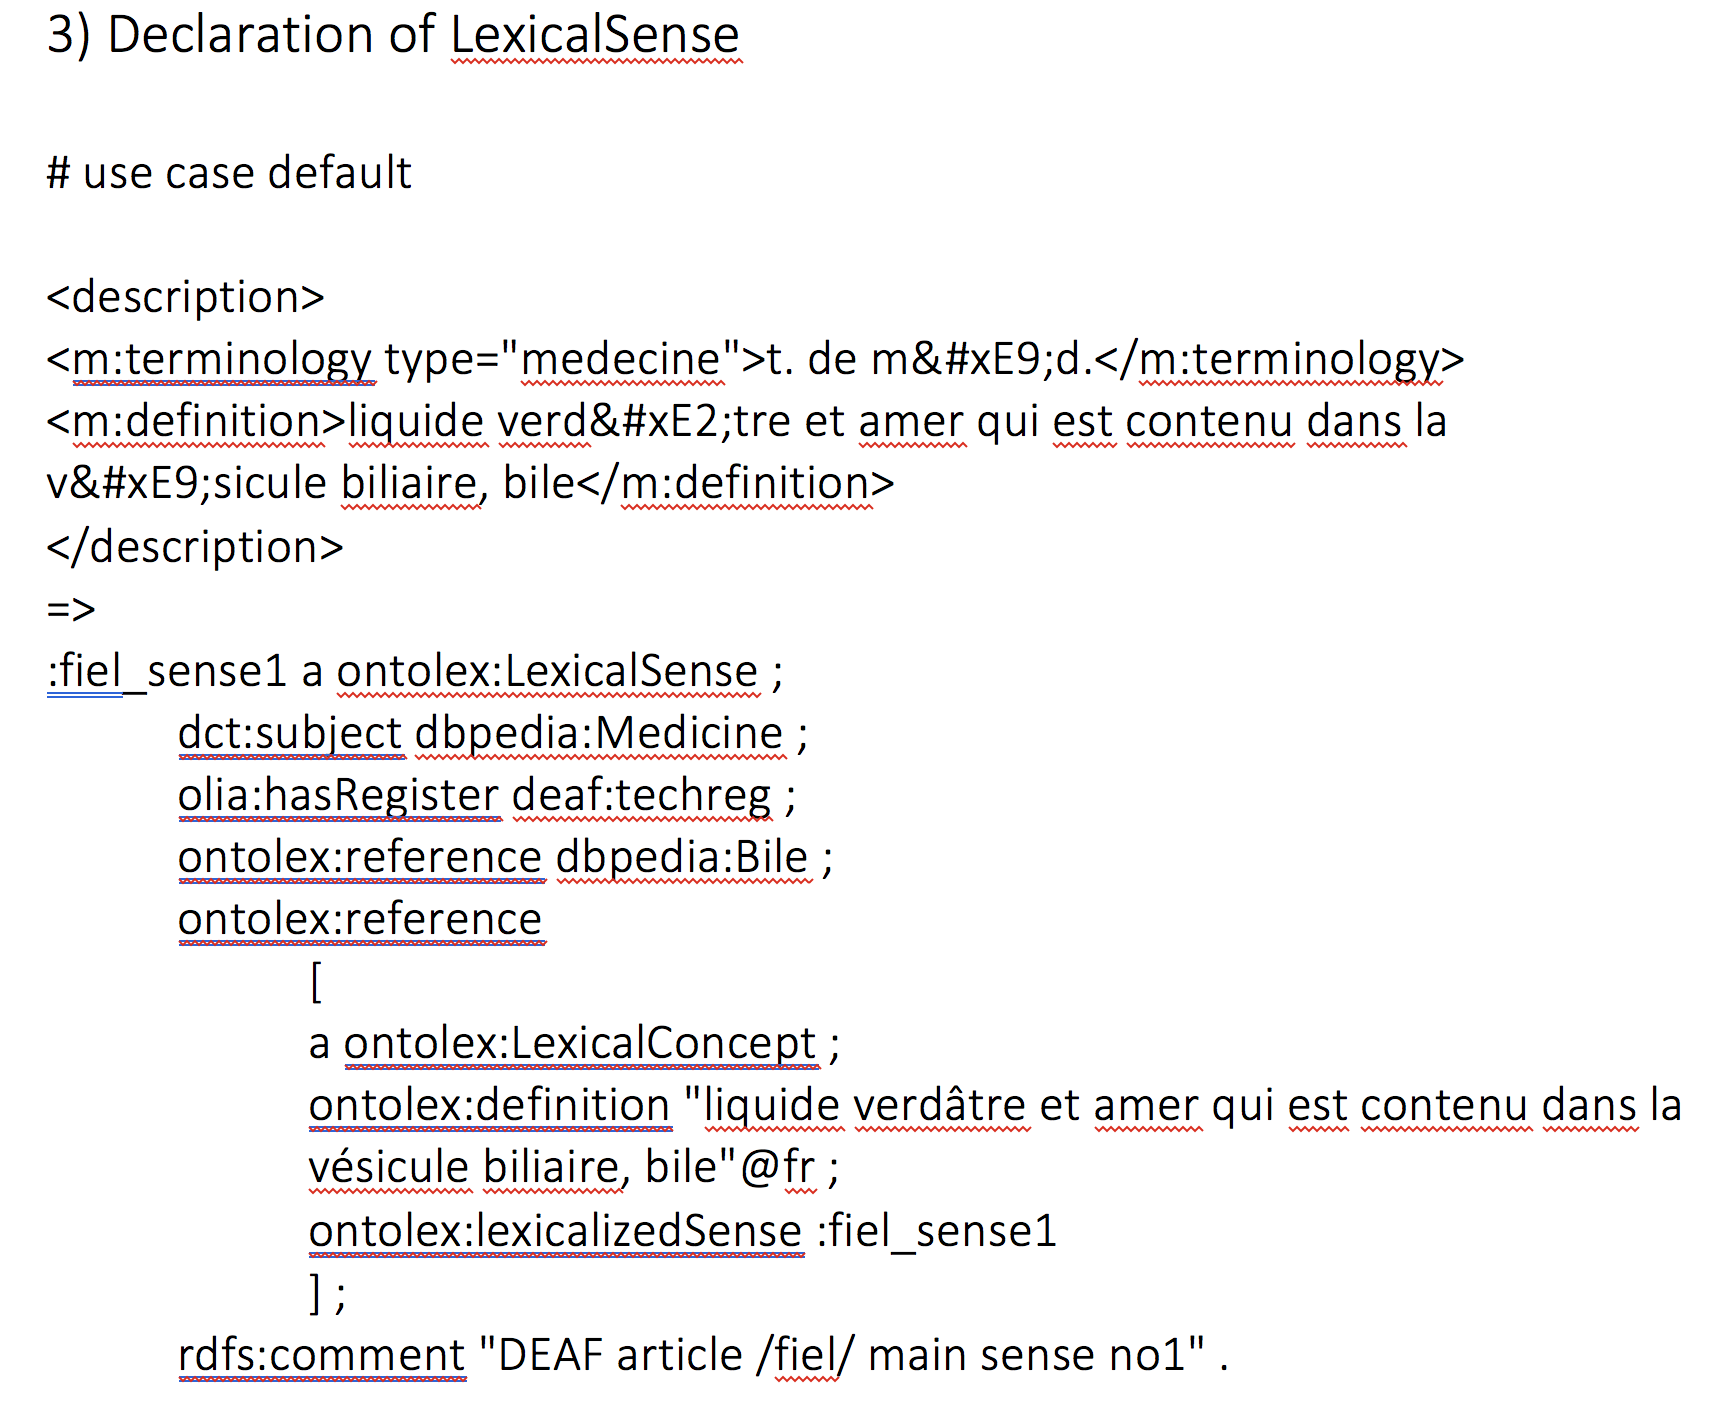 3) Declaration of LexicalSense
# use case default
<description>
<m:terminology type="medecine">t. de m&#xE9;d.</m:terminology>
<m:definition>liquide verd&#xE2;tre et amer qui est contenu dans la
v&#xE9;sicule biliaire, bile</m:definition>
</description>
=>
:fiel_sense1 a ontolex:LexicalSense ;
dct:subject dbpedia:Medicine ;
olia:hasRegister deaf:techreg ;
ontolex:reference dbpedia:Bile ;
ontolex:reference
[
a ontolex:LexicalConcept ;
ontolex:definition "liquide verdâtre et amer qui est contenu dans la
vésicule biliaire, bile"@fr ;
ontolex:lexicalizedSense :fiel_sense1
] ;
rdfs:comment "DEAF article /fiel/ main sense no1" .